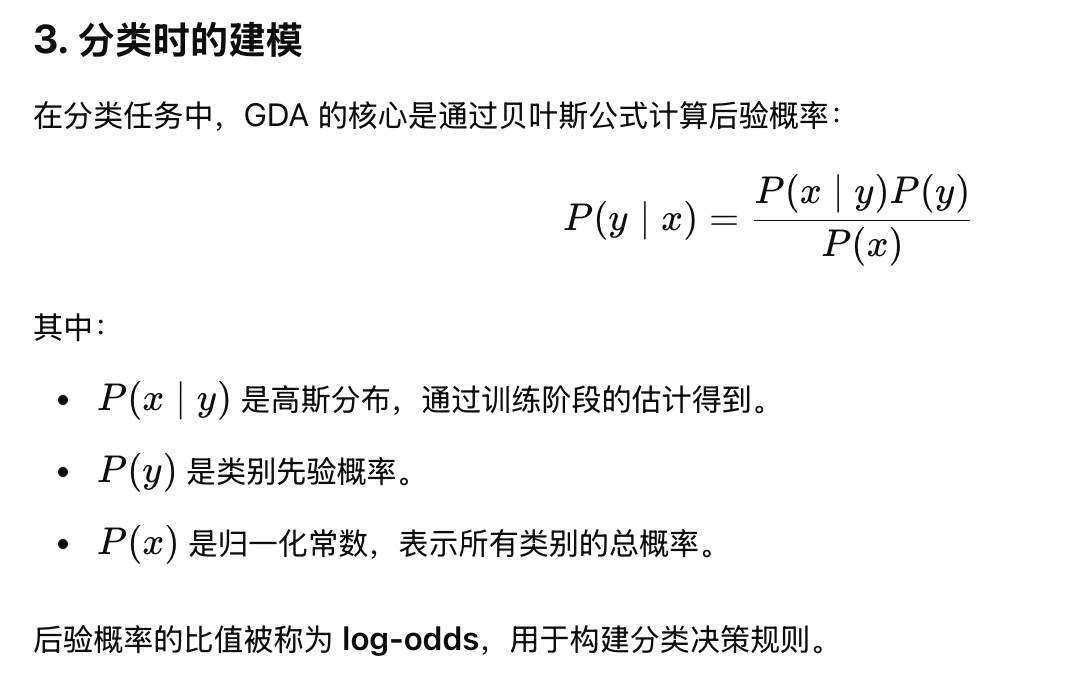 3. 分类时的建模
在分类任务中，GDA 的核心是通过贝叶斯公式计算后验概率：
P(y | x) = P(x | y)P(y) / P(x)
其中：
• P(x | y) 是高斯分布，通过训练阶段的估计得到。
• P(y) 是类别先验概率。
• P(x) 是归一化常数，表示所有类别的总概率。
后验概率的比值被称为 log-odds，用于构建分类决策规则。